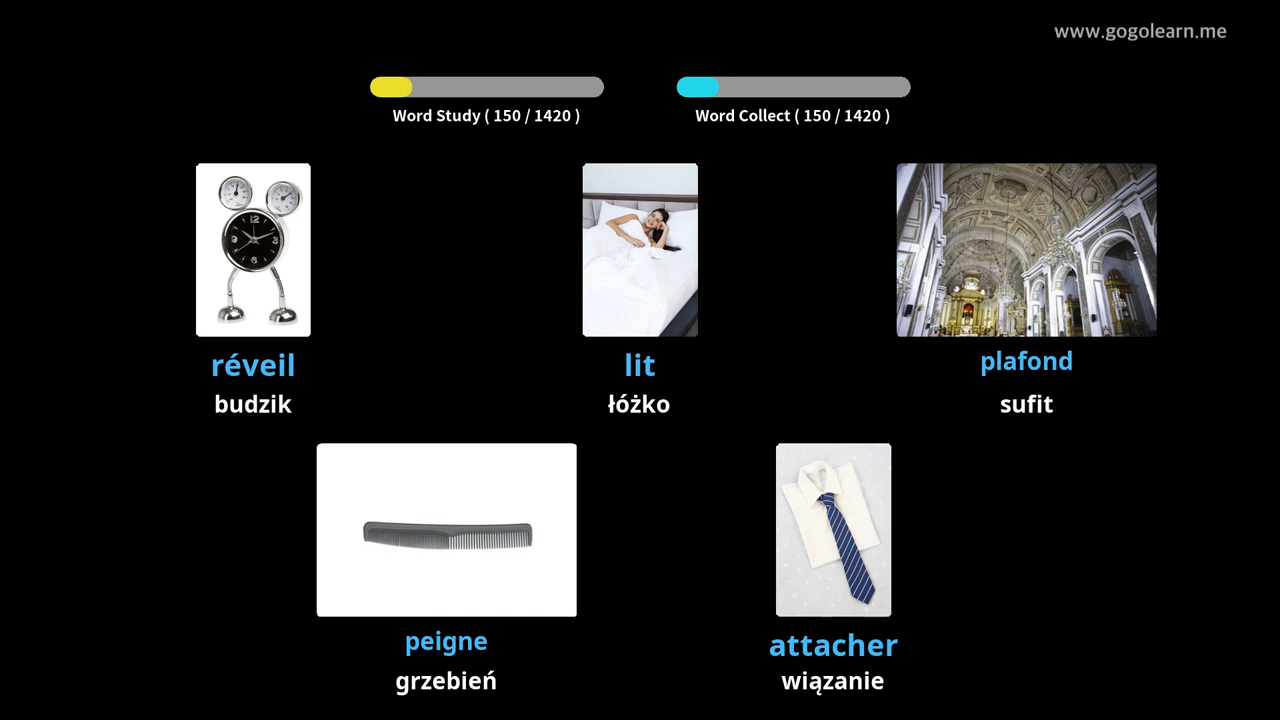 www.gogolearn.me
Word Study ( 150 / 1420 )
Word Collect ( 150 / 1420 )
réveil
lit
plafond
budzik
łóżko
sufit
peigne
attacher
grzebień
wiązanie